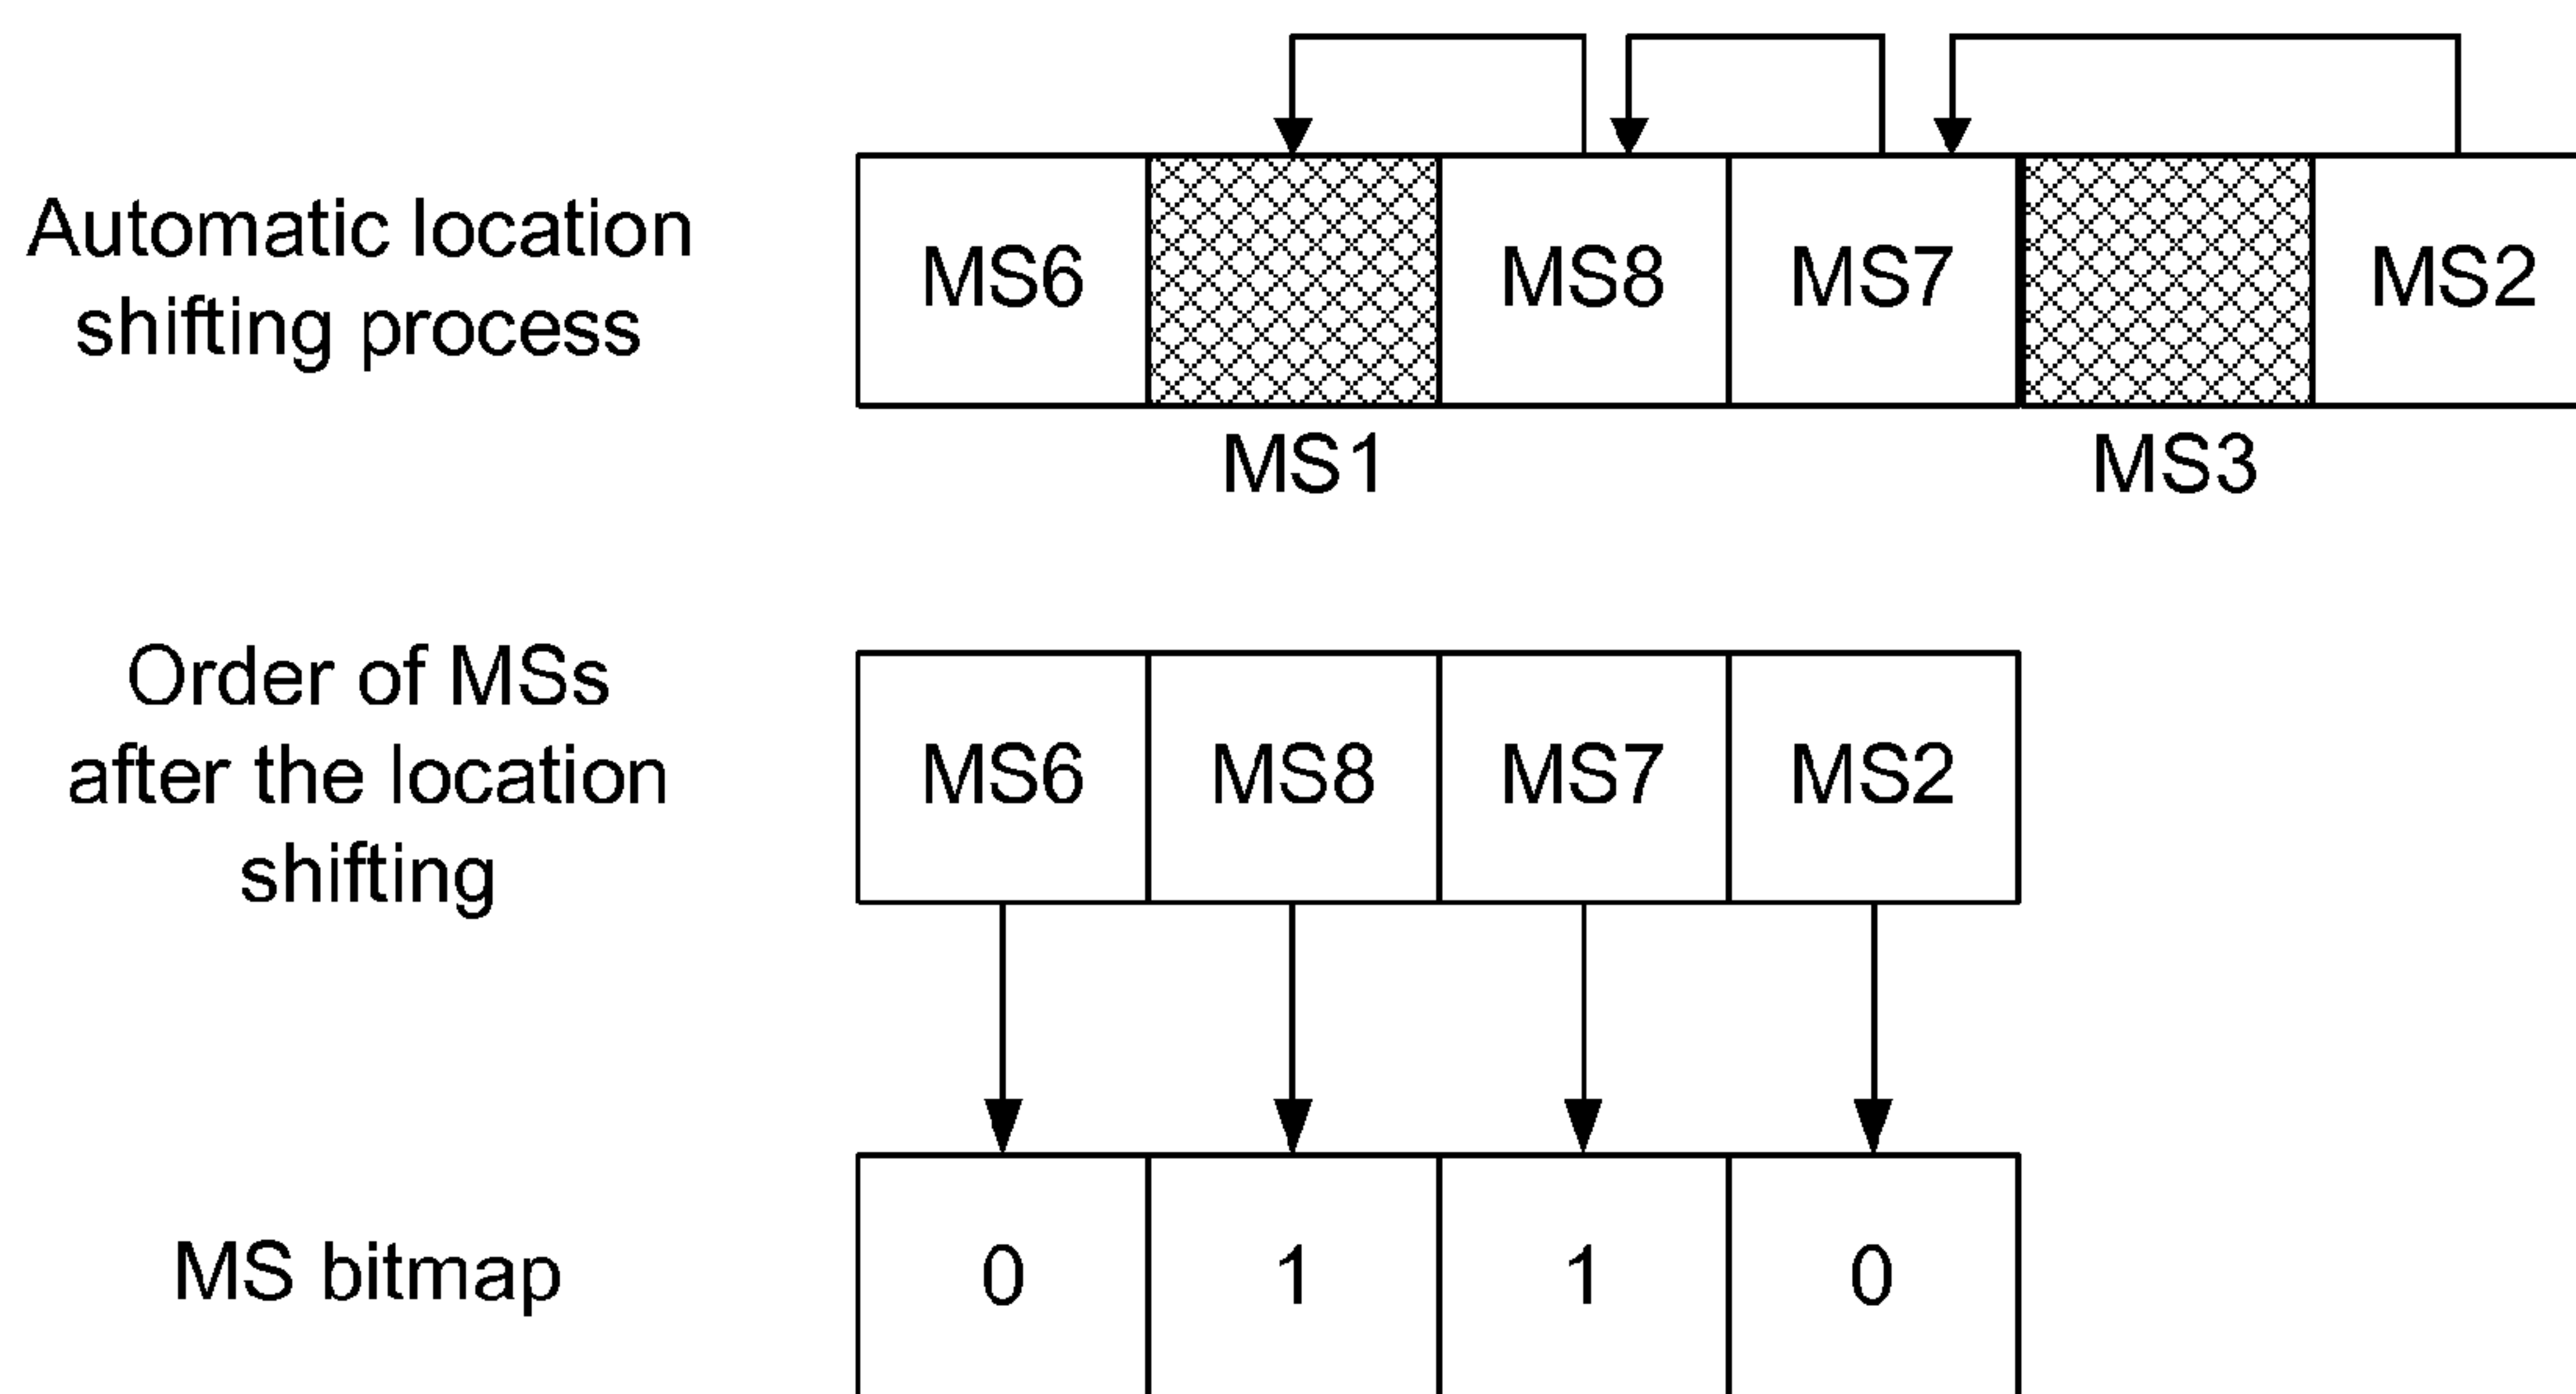 Automatic location
shifting process
MS6 MS8 MS7 MS2
MS1 MS3
Order of MSs
after the location
shifting
MS6 MS8 MS7 MS2
MS bitmap
0 1 1 0